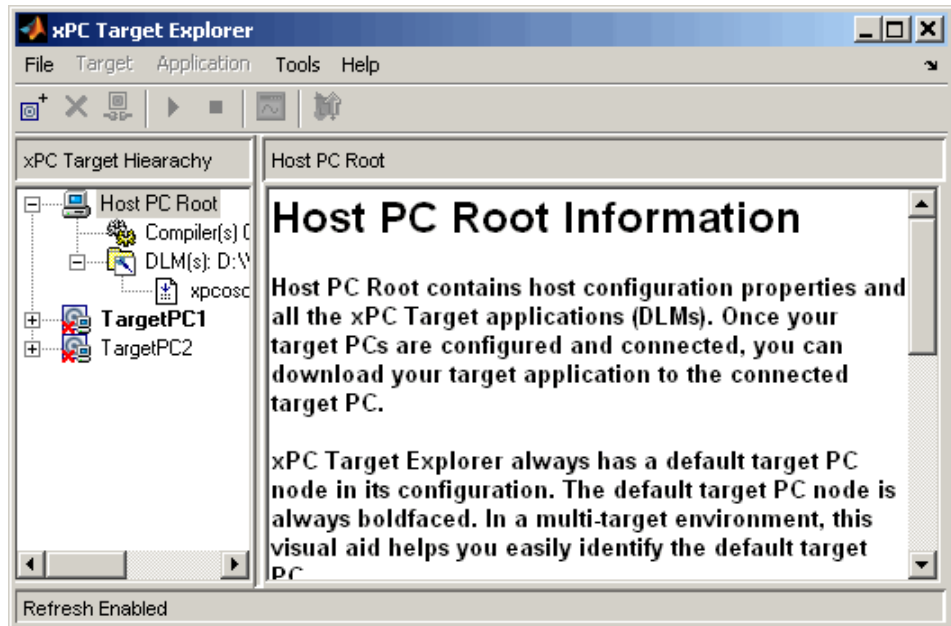 xPC Target Explorer
File Target Application Tools Help
xPC Target Hiearachy
Host PC Root
Host PC Root
Compiler(s)
DLM(s): D:\
xpcosc
TargetPC1
TargetPC2
Host PC Root Information
Host PC Root contains host configuration properties and
all the xPC Target applications (DLMs). Once your
target PCs are configured and connected, you can
download your target application to the connected
target PC.
xPC Target Explorer always has a default target PC
node in its configuration. The default target PC node is
always boldfaced. In a multi-target environment, this
visual aid helps you easily identify the default target
PC
Refresh Enabled